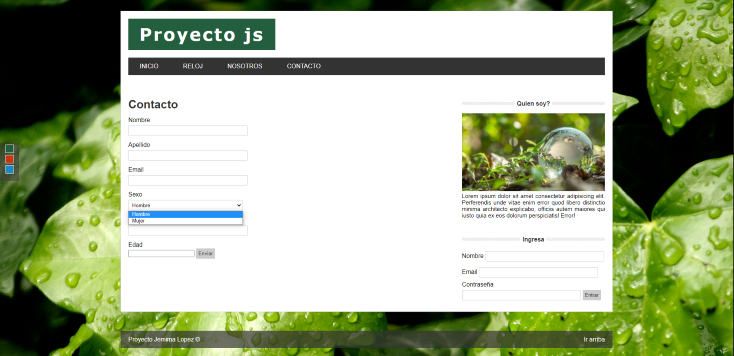 Proyecto js
INICIO RELOJ NOSOTROS CONTACTO
Contacto
Nombre
Apellido
Email
Sexo
Hombre
Hombre
Mujer
Edad
Enviar
Quien soy?
Lorem ipsum dolor sit amet consectetur adipisicing elit.
Perferendis unde vitae enim error quod libero distinctio
minima architecto explicabo, officiis autem maiores qui
iusto quia ex eos dolorum perspiciatis! Error!
Ingresa
Nombre
Email
Contraseña
Entrar
Proyecto Jemima Lopez ©
Ir arriba